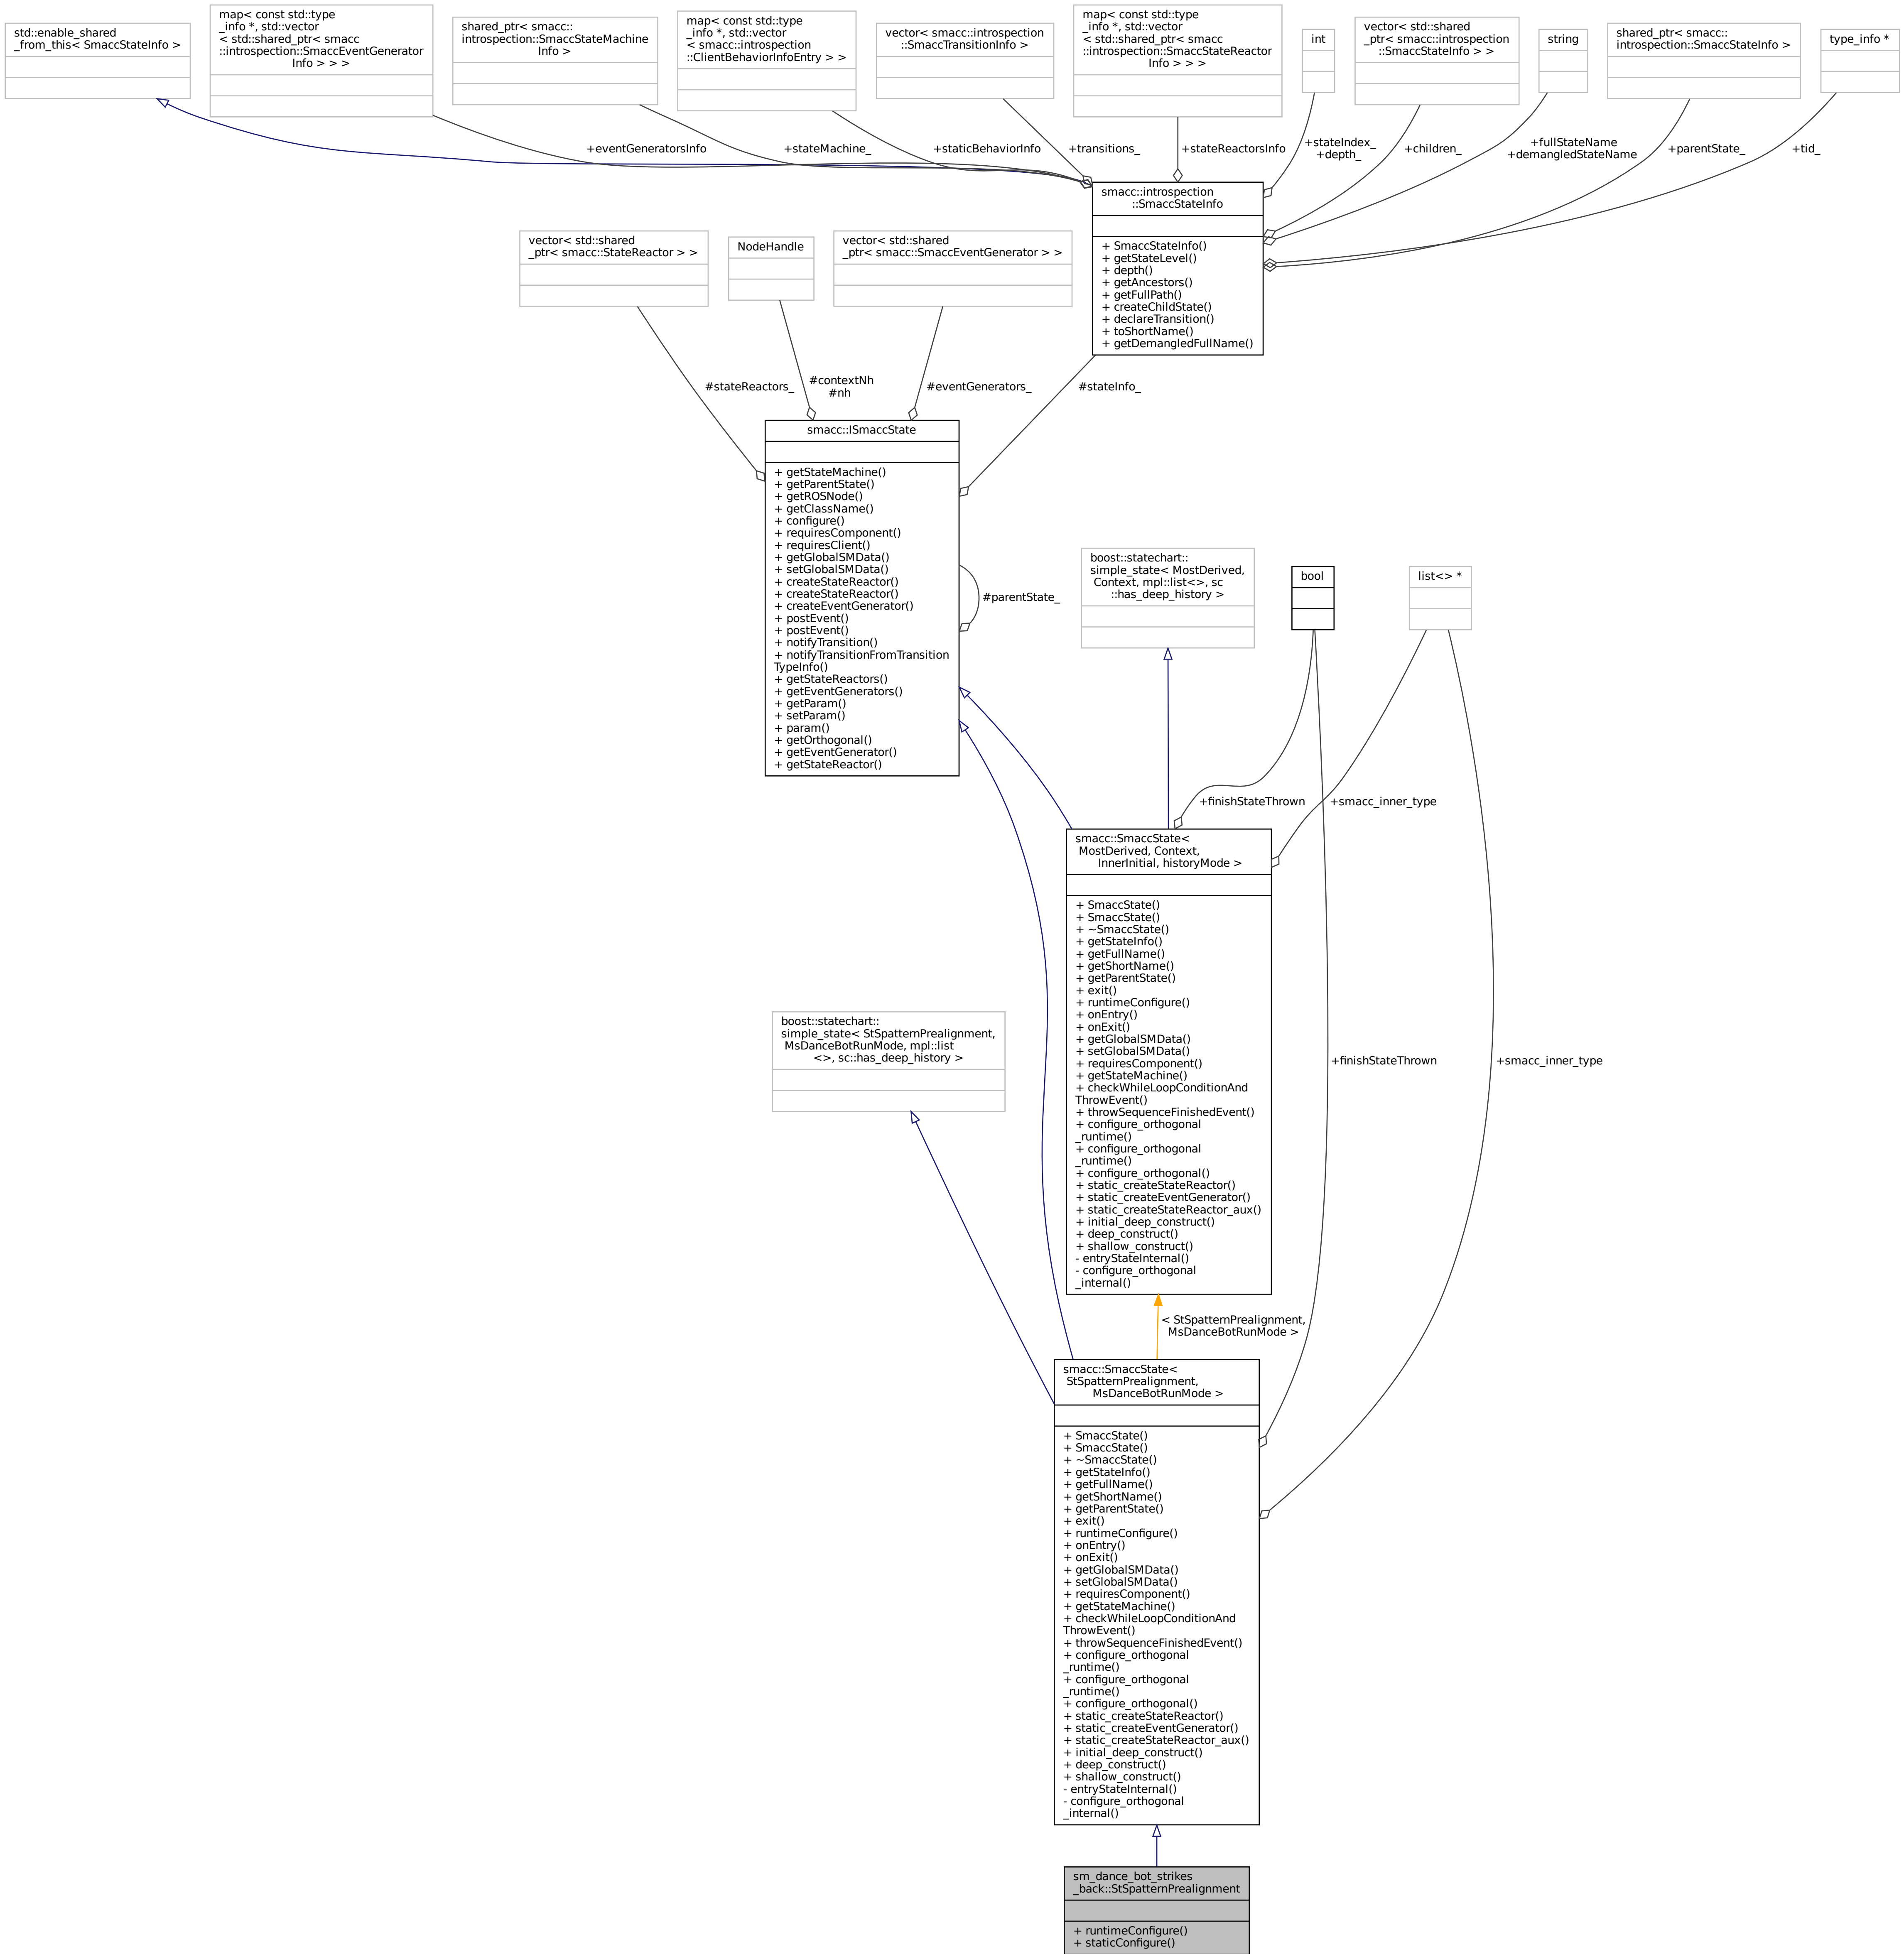 std::enable_shared
_from_this< SmaccStateInfo >
map< const std::type
_info *, std::vector
< std::shared_ptr< smacc
::introspection::SmaccEventGenerator
Info > > >
shared_ptr< smacc::
introspection::SmaccStateMachine
Info >
map< const std::type
_info *, std::vector
< smacc::introspection
::ClientBehaviorInfoEntry > >
vector< smacc::introspection
::SmaccTransitionInfo >
map< const std::type
_info *, std::vector
< std::shared_ptr< smacc
::introspection::SmaccStateReactor
Info > > >
int
vector< std::shared
_ptr< smacc::introspection
::SmaccStateInfo > >
string
shared_ptr< smacc::
introspection::SmaccStateInfo >
type_info *
+eventGeneratorsInfo
+stateMachine_
+staticBehaviorInfo
+transitions_
+stateReactorsInfo
+stateIndex_
+depth_
+children_
+fullStateName
+demangledStateName
+parentState_
+tid_
smacc::introspection
::SmaccStateInfo
+ SmaccStateInfo()
+ getStateLevel()
+ depth()
+ getAncestors()
+ getFullPath()
+ createChildState()
+ declareTransition()
+ toShortName()
+ getDemangledFullName()
vector< std::shared
_ptr< smacc::StateReactor > >
NodeHandle
vector< std::shared
_ptr< smacc::SmaccEventGenerator > >
#stateReactors_
#contextNh
#nh
#eventGenerators_
#stateInfo_
smacc::ISmaccState
+ getStateMachine()
+ getParentState()
+ getROSNode()
+ getClassName()
+ configure()
+ requiresComponent()
+ requiresClient()
+ getGlobalSMData()
+ setGlobalSMData()
+ createStateReactor()
+ createStateReactor()
+ createEventGenerator()
+ postEvent()
+ postEvent()
+ notifyTransition()
+ notifyTransitionFromTransition
TypeInfo()
+ getStateReactors()
+ getEventGenerators()
+ getParam()
+ setParam()
+ param()
+ getOrthogonal()
+ getEventGenerator()
+ getStateReactor()
#parentState_
boost::statechart::
simple_state< MostDerived,
Context, mpl::list<>, sc
::has_deep_history >
bool
list<> *
+finishStateThrown
+smacc_inner_type
smacc::SmaccState<
MostDerived, Context,
InnerInitial, historyMode >
+ SmaccState()
+ SmaccState()
+ ~SmaccState()
+ getStateInfo()
+ getFullName()
+ getShortName()
+ getParentState()
+ exit()
+ runtimeConfigure()
+ onEntry()
+ onExit()
+ getGlobalSMData()
+ setGlobalSMData()
+ requiresComponent()
+ getStateMachine()
+ checkWhileLoopConditionAnd
ThrowEvent()
+ throwSequenceFinishedEvent()
+ configure_orthogonal
_runtime()
+ configure_orthogonal
_runtime()
+ configure_orthogonal()
+ static_createStateReactor()
+ static_createEventGenerator()
+ static_createStateReactor_aux()
+ initial_deep_construct()
+ deep_construct()
+ shallow_construct()
- entryStateInternal()
- configure_orthogonal
_internal()
boost::statechart::
simple_state< StSpatternPrealignment,
MsDanceBotRunMode, mpl::list
<>, sc::has_deep_history >
+finishStateThrown
+smacc_inner_type
< StSpatternPrealignment,
MsDanceBotRunMode >
smacc::SmaccState<
StSpatternPrealignment,
MsDanceBotRunMode >
+ SmaccState()
+ SmaccState()
+ ~SmaccState()
+ getStateInfo()
+ getFullName()
+ getShortName()
+ getParentState()
+ exit()
+ runtimeConfigure()
+ onEntry()
+ onExit()
+ getGlobalSMData()
+ setGlobalSMData()
+ requiresComponent()
+ getStateMachine()
+ checkWhileLoopConditionAnd
ThrowEvent()
+ throwSequenceFinishedEvent()
+ configure_orthogonal
_runtime()
+ configure_orthogonal
_runtime()
+ configure_orthogonal()
+ static_createStateReactor()
+ static_createEventGenerator()
+ static_createStateReactor_aux()
+ initial_deep_construct()
+ deep_construct()
+ shallow_construct()
- entryStateInternal()
- configure_orthogonal
_internal()
sm_dance_bot_strikes
_back::StSpatternPrealignment
+ runtimeConfigure()
+ staticConfigure()